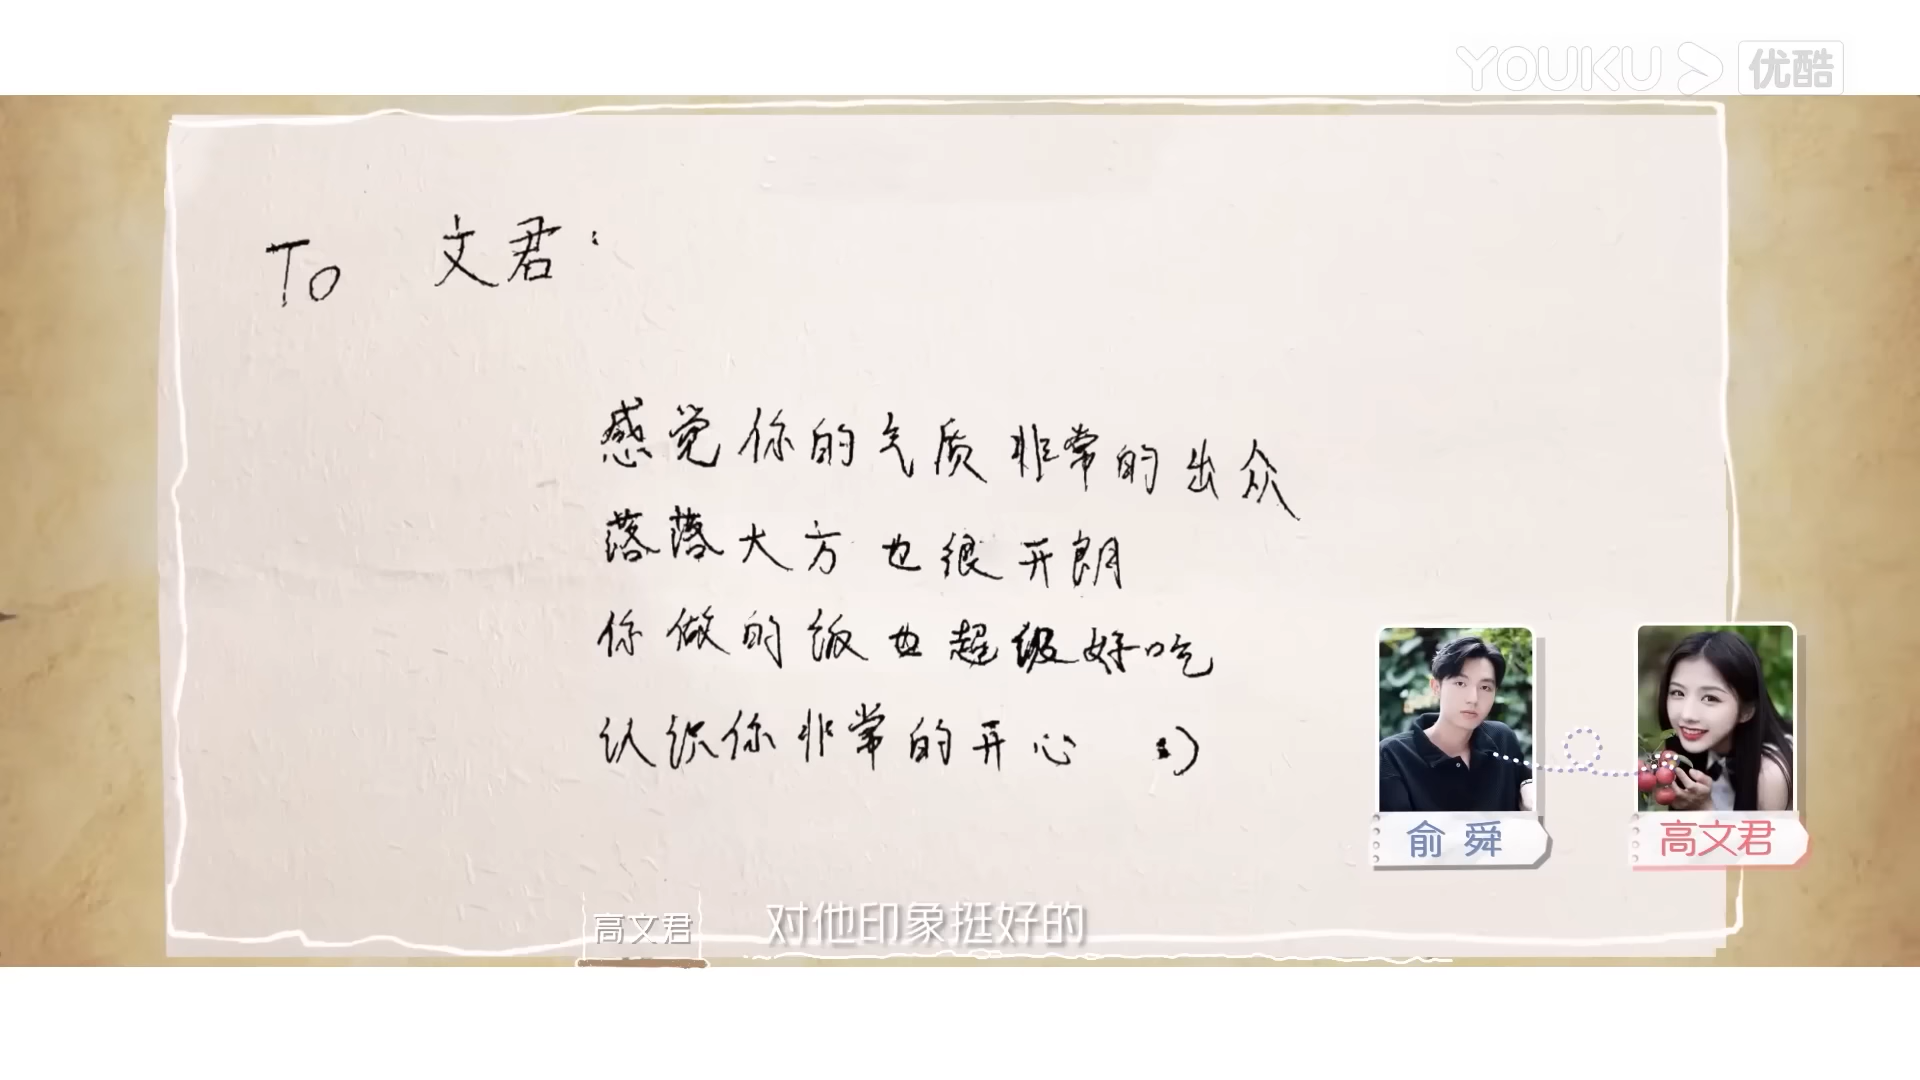 YOUKU 优酷
To 文君：
感觉你的气质非常的出众
落落大方也很开朗
你做的饭也超级好吃
认识你非常的开心 :)
俞舜
高文君
高文君 对他印象挺好的